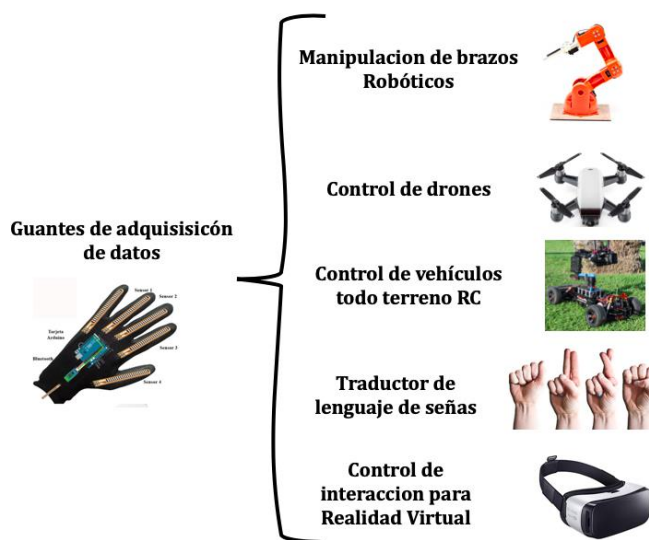 Guantes de adquisisicón
de datos
Sensor 1
Sensor 2
Sensor 3
Sensor 4
Tarjeta
Arduino
Bluetooth
Manipulacion de brazos
Robóticos
Control de drones
Control de vehículos
todo terreno RC
Traductor de
lenguaje de señas
Control de
interaccion para
Realidad Virtual